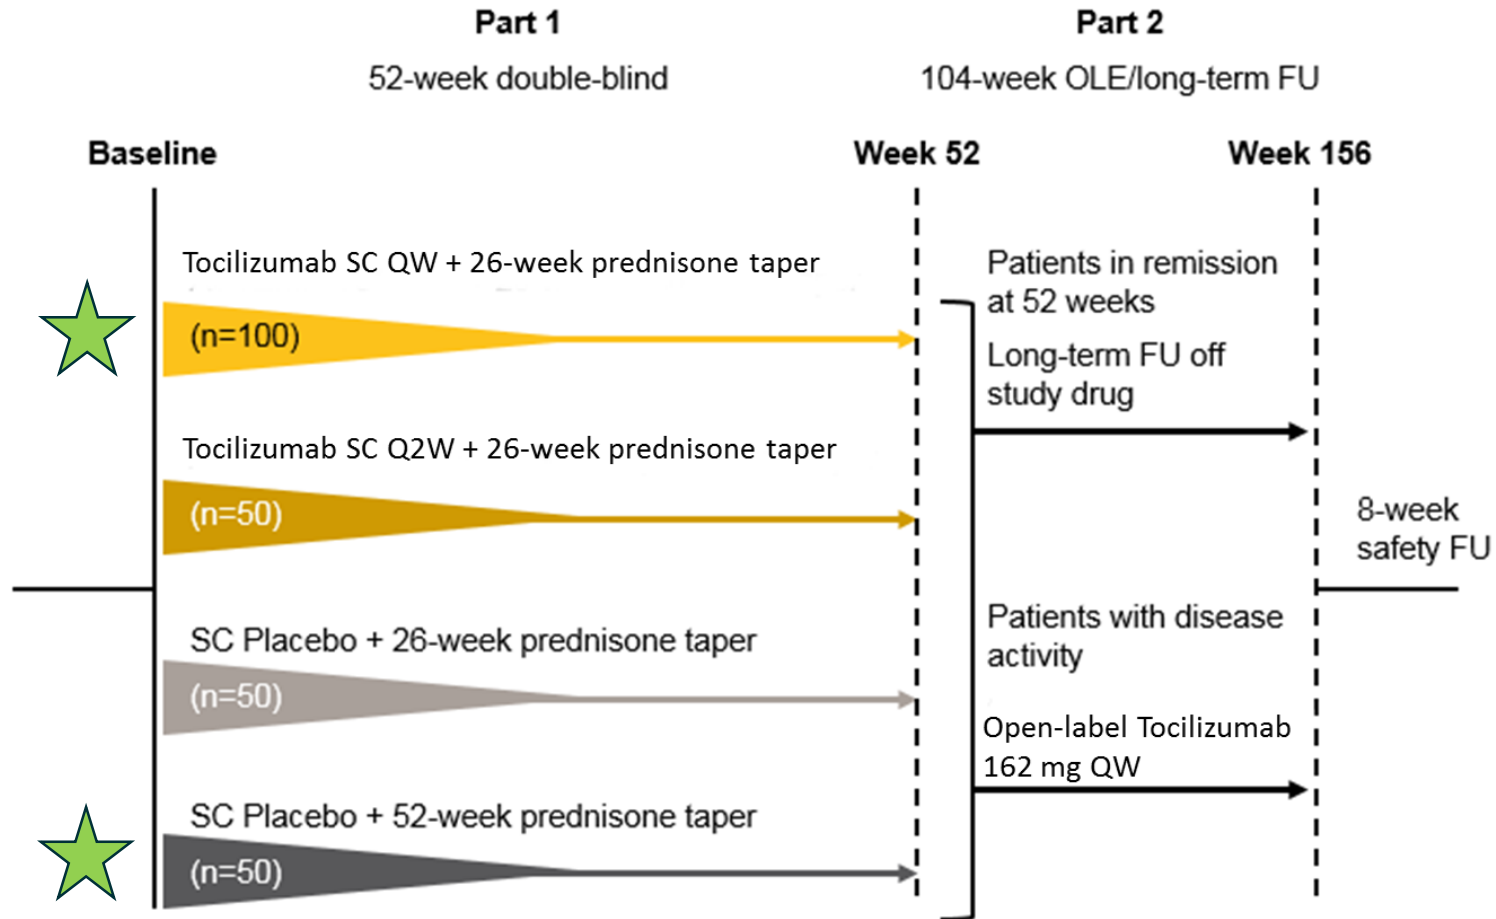 Part 1
52-week double-blind
Part 2
104-week OLE/long-term FU
Baseline
Week 52
Week 156
Tocilizumab SC QW + 26-week prednisone taper
(n=100)
Tocilizumab SC Q2W + 26-week prednisone taper
(n=50)
SC Placebo + 26-week prednisone taper
(n=50)
SC Placebo + 52-week prednisone taper
(n=50)
Patients in remission
at 52 weeks
Long-term FU off
study drug
Patients with disease
activity
Open-label Tocilizumab
162 mg QW
8-week
safety FU